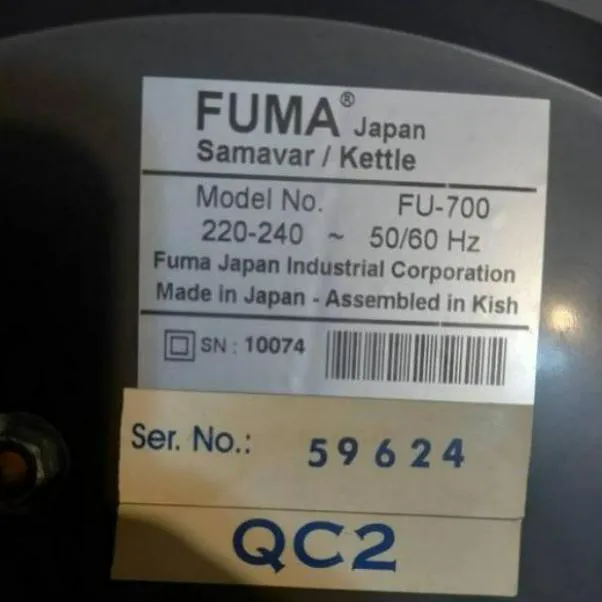 FUMA® Japan
Samavar / Kettle
Model No. FU-700
220-240 ~ 50/60 Hz
Fuma Japan Industrial Corporation
Made in Japan - Assembled in Kish
SN : 10074
Ser. No.: 59624
QC2